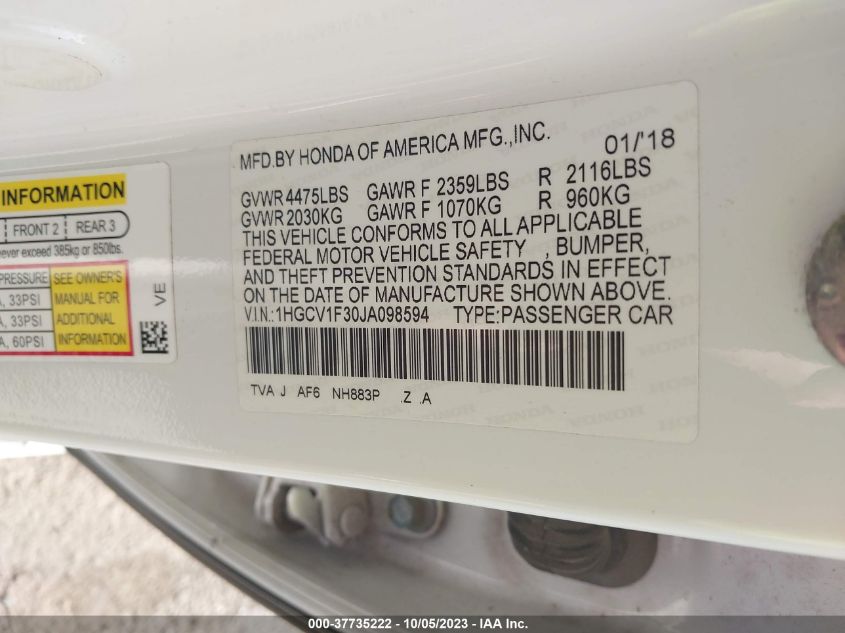 INFORMATION
FRONT 2 REAR 3
exceed 385kg or 850lbs.
PRESSURE SEE OWNER'S
33PSI MANUAL FOR
33PSI ADDITIONAL
60PSI INFORMATION
VE
MFD.BY HONDA OF AMERICA MFG.,INC. 01/'18
GVWR 4475LBS GAWR F 2359LBS R 2116LBS
GVWR 2030KG GAWR F 1070KG R 960KG
THIS VEHICLE CONFORMS TO ALL APPLICABLE
FEDERAL MOTOR VEHICLE SAFETY , BUMPER,
AND THEFT PREVENTION STANDARDS IN EFFECT
ON THE DATE OF MANUFACTURE SHOWN ABOVE.
V.I.N.:1HGCV1F30JA098594 TYPE:PASSENGER CAR
TVA J AF6 NH883P .Z .A
000-37735222 - 10/05/2023 - IAA Inc.